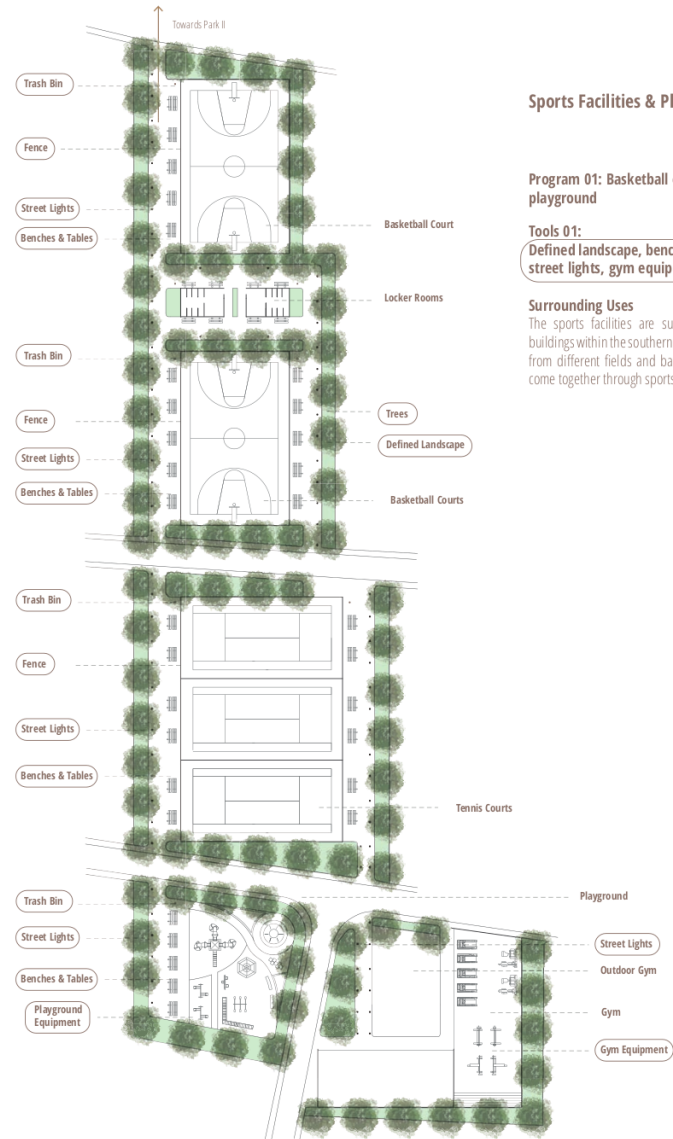 Towards Park II
Trash Bin
Fence
Street Lights
Benches & Tables
Basketball Court
Locker Rooms
Trash Bin
Fence
Street Lights
Benches & Tables
Trees
Defined Landscape
Basketball Courts
Trash Bin
Fence
Street Lights
Benches & Tables
Tennis Courts
Trash Bin
Street Lights
Benches & Tables
Playground
Equipment
Playground
Street Lights
Outdoor Gym
Gym
Gym Equipment
Sports Facilities & Pl
Program 01: Basketball
playground
Tools 01:
Defined landscape, benc
street lights, gym equip
Surrounding Uses
The sports facilities are su
buildings within the southern
from different fields and ba
come together through sports